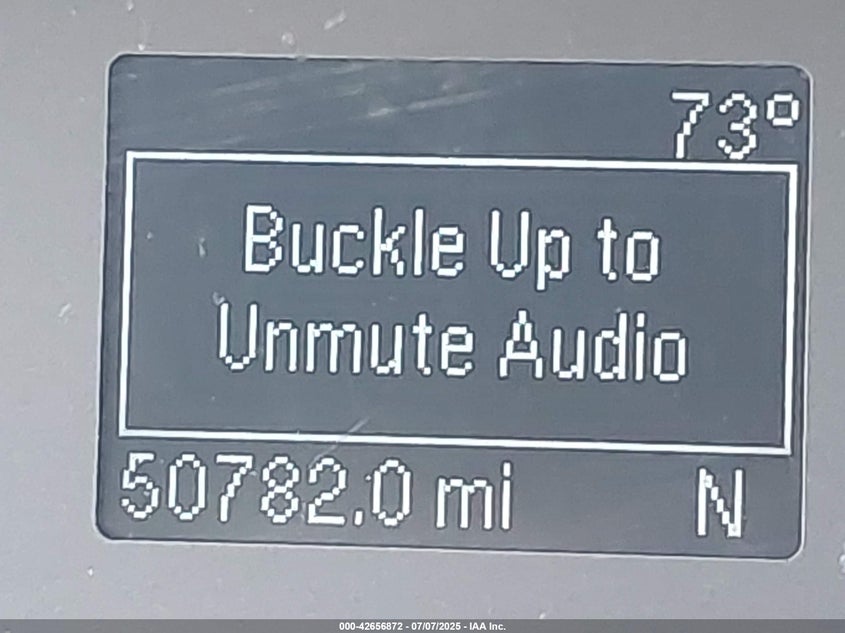 73°
Buckle Up to
Unmute Audio
50782.0 mi N
000-42656872 - 07/07/2025 - IAA Inc.